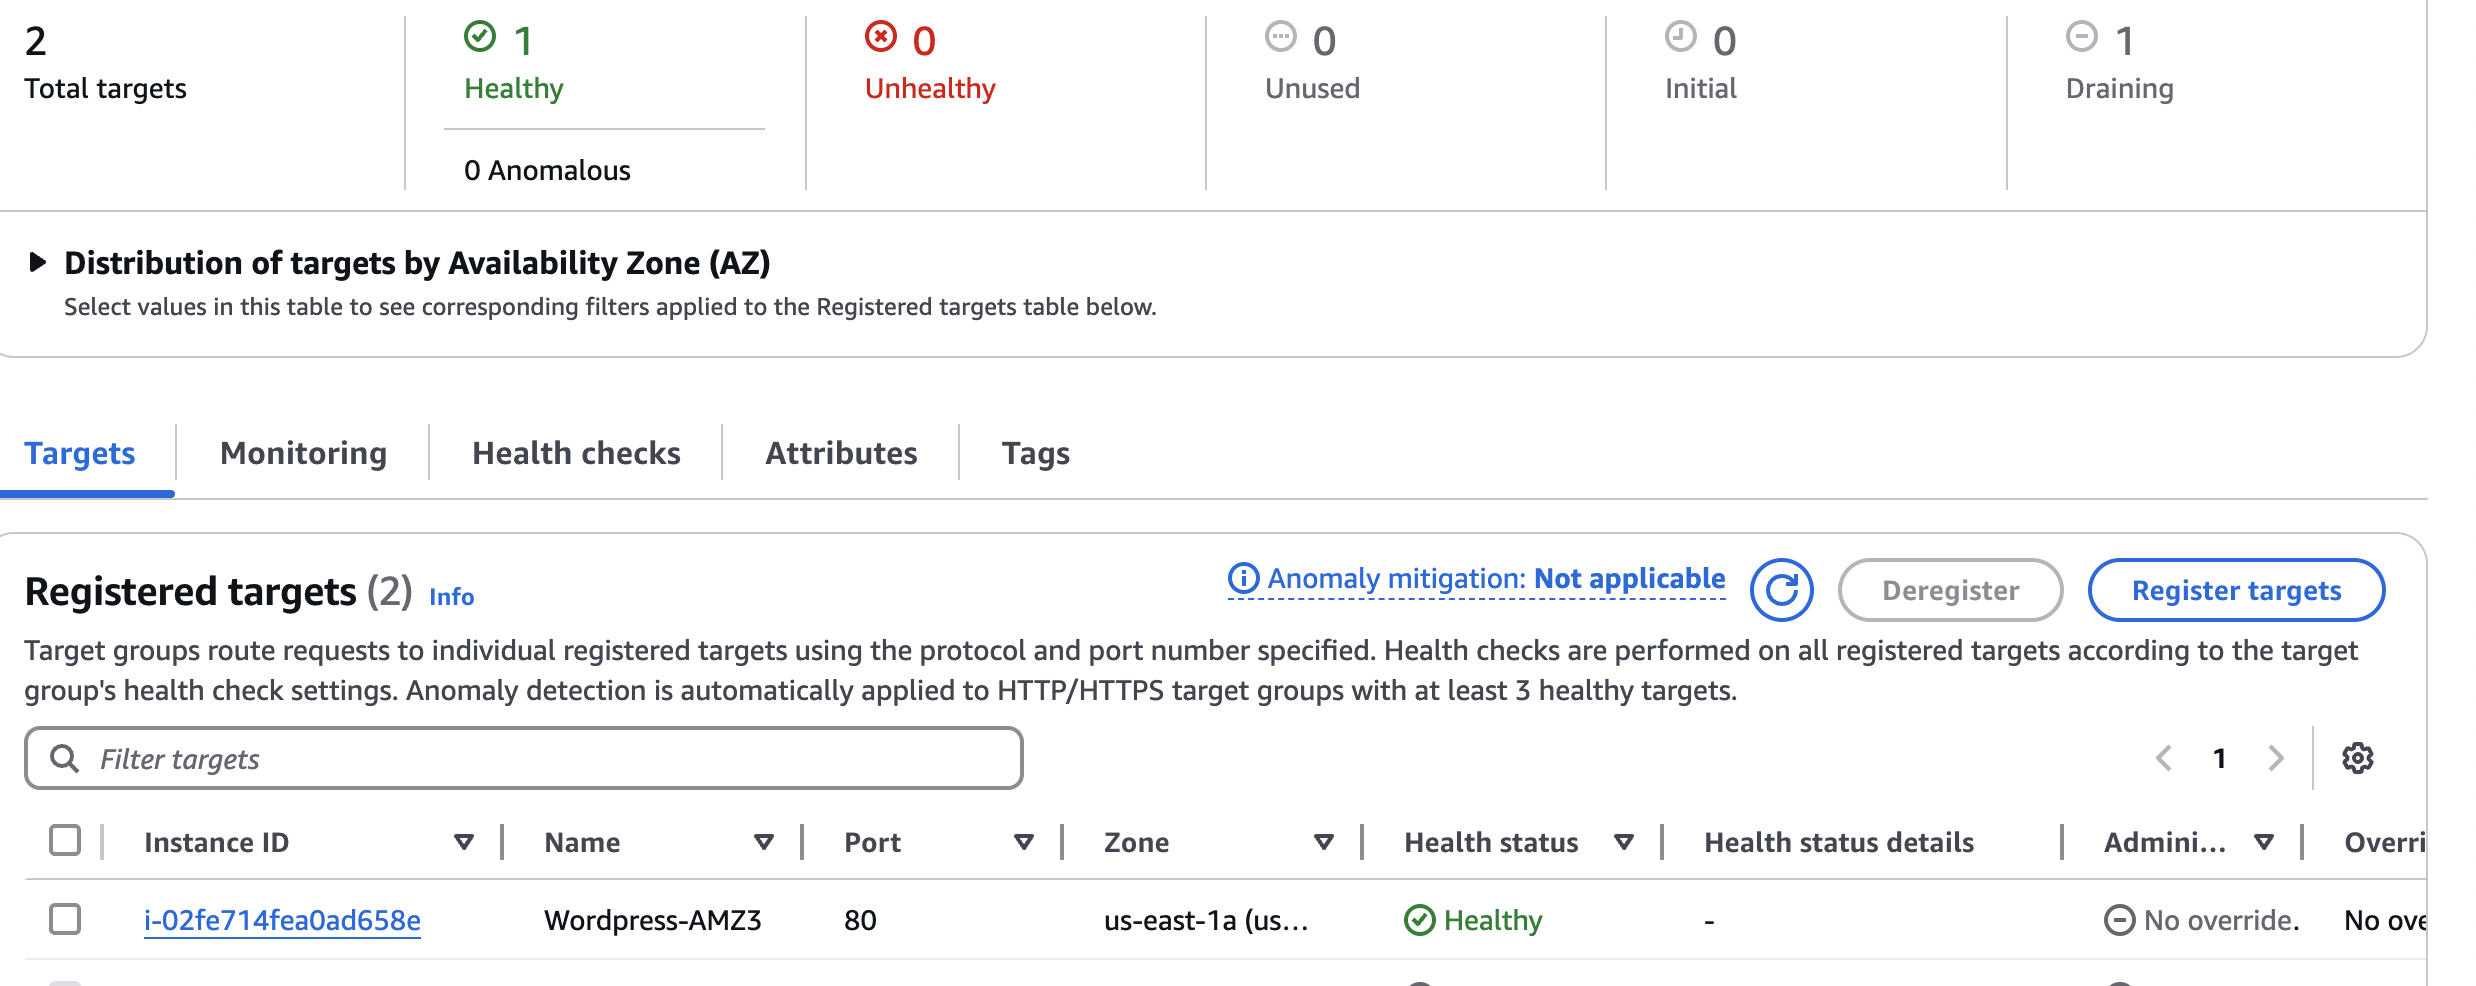 2
Total targets
1
Healthy
0 Anomalous
0
Unhealthy
0
Unused
0
Initial
1
Draining
Distribution of targets by Availability Zone (AZ)
Select values in this table to see corresponding filters applied to the Registered targets table below.
Targets Monitoring Health checks Attributes Tags
Registered targets (2) Info
Anomaly mitigation: Not applicable
Deregister
Register targets
Target groups route requests to individual registered targets using the protocol and port number specified. Health checks are performed on all registered targets according to the target
group's health check settings. Anomaly detection is automatically applied to HTTP/HTTPS target groups with at least 3 healthy targets.
Filter targets
1
Instance ID Name Port Zone Health status Health status details Admini... Overri
i-02fe714fea0ad658e Wordpress-AMZ3 80 us-east-1a (us... Healthy - No override. No ove